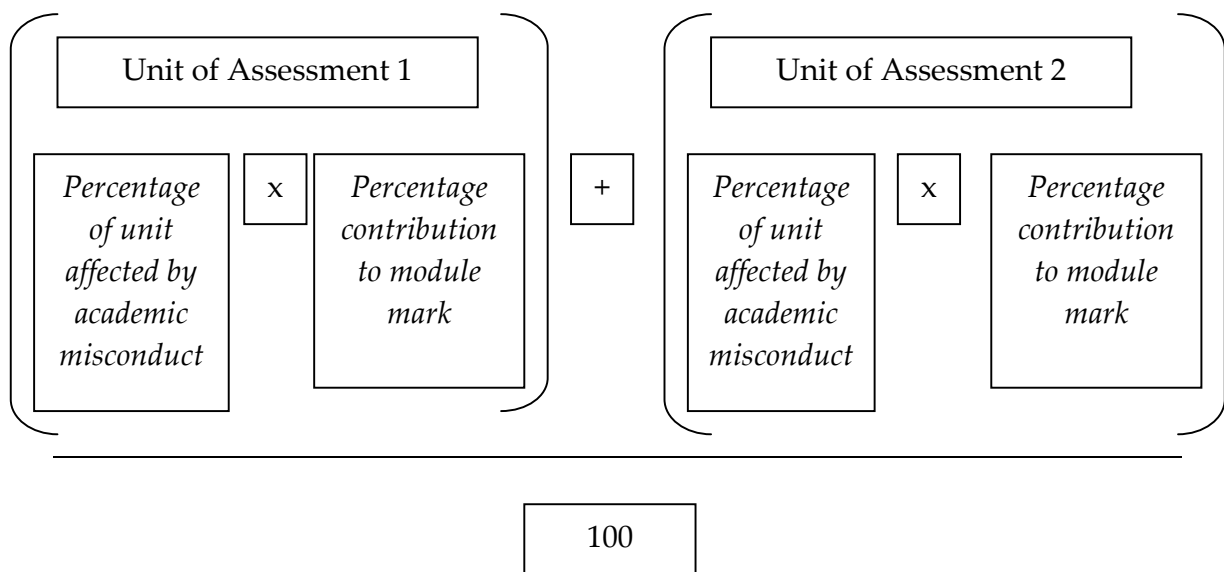 Unit of Assessment 1
Percentage
of unit
affected by
academic
misconduct
x
Percentage
contribution
to module
mark
+
Unit of Assessment 2
Percentage
of unit
affected by
academic
misconduct
x
Percentage
contribution
to module
mark
100